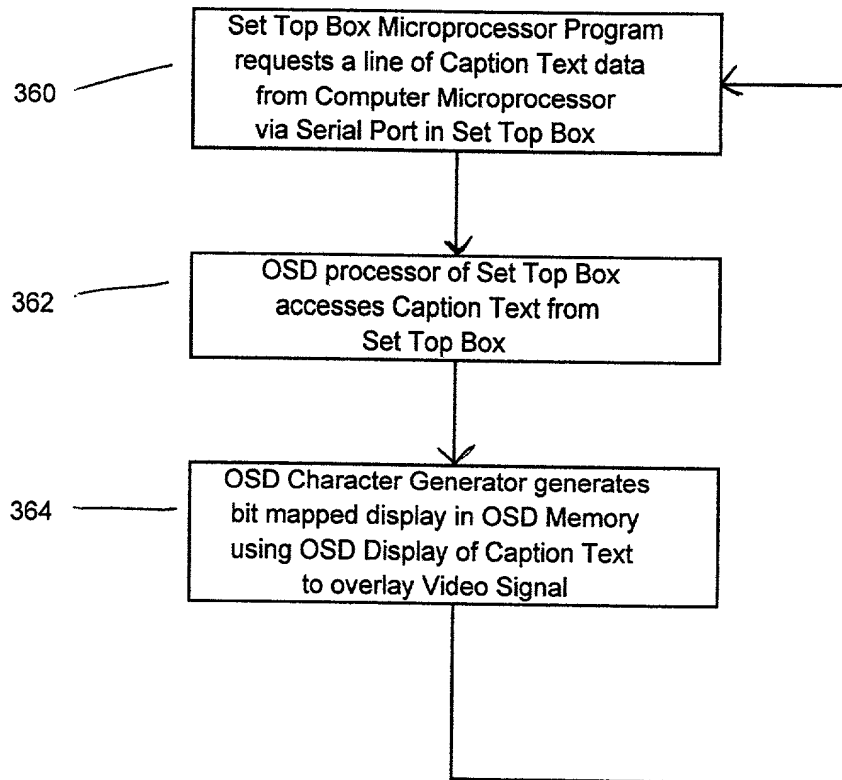 Set Top Box Microprocessor Program
requests a line of Caption Text data
from Computer Microprocessor
via Serial Port in Set Top Box
360
OSD processor of Set Top Box
accesses Caption Text from
Set Top Box
362
OSD Character Generator generates
bit mapped display in OSD Memory
using OSD Display of Caption Text
to overlay Video Signal
364